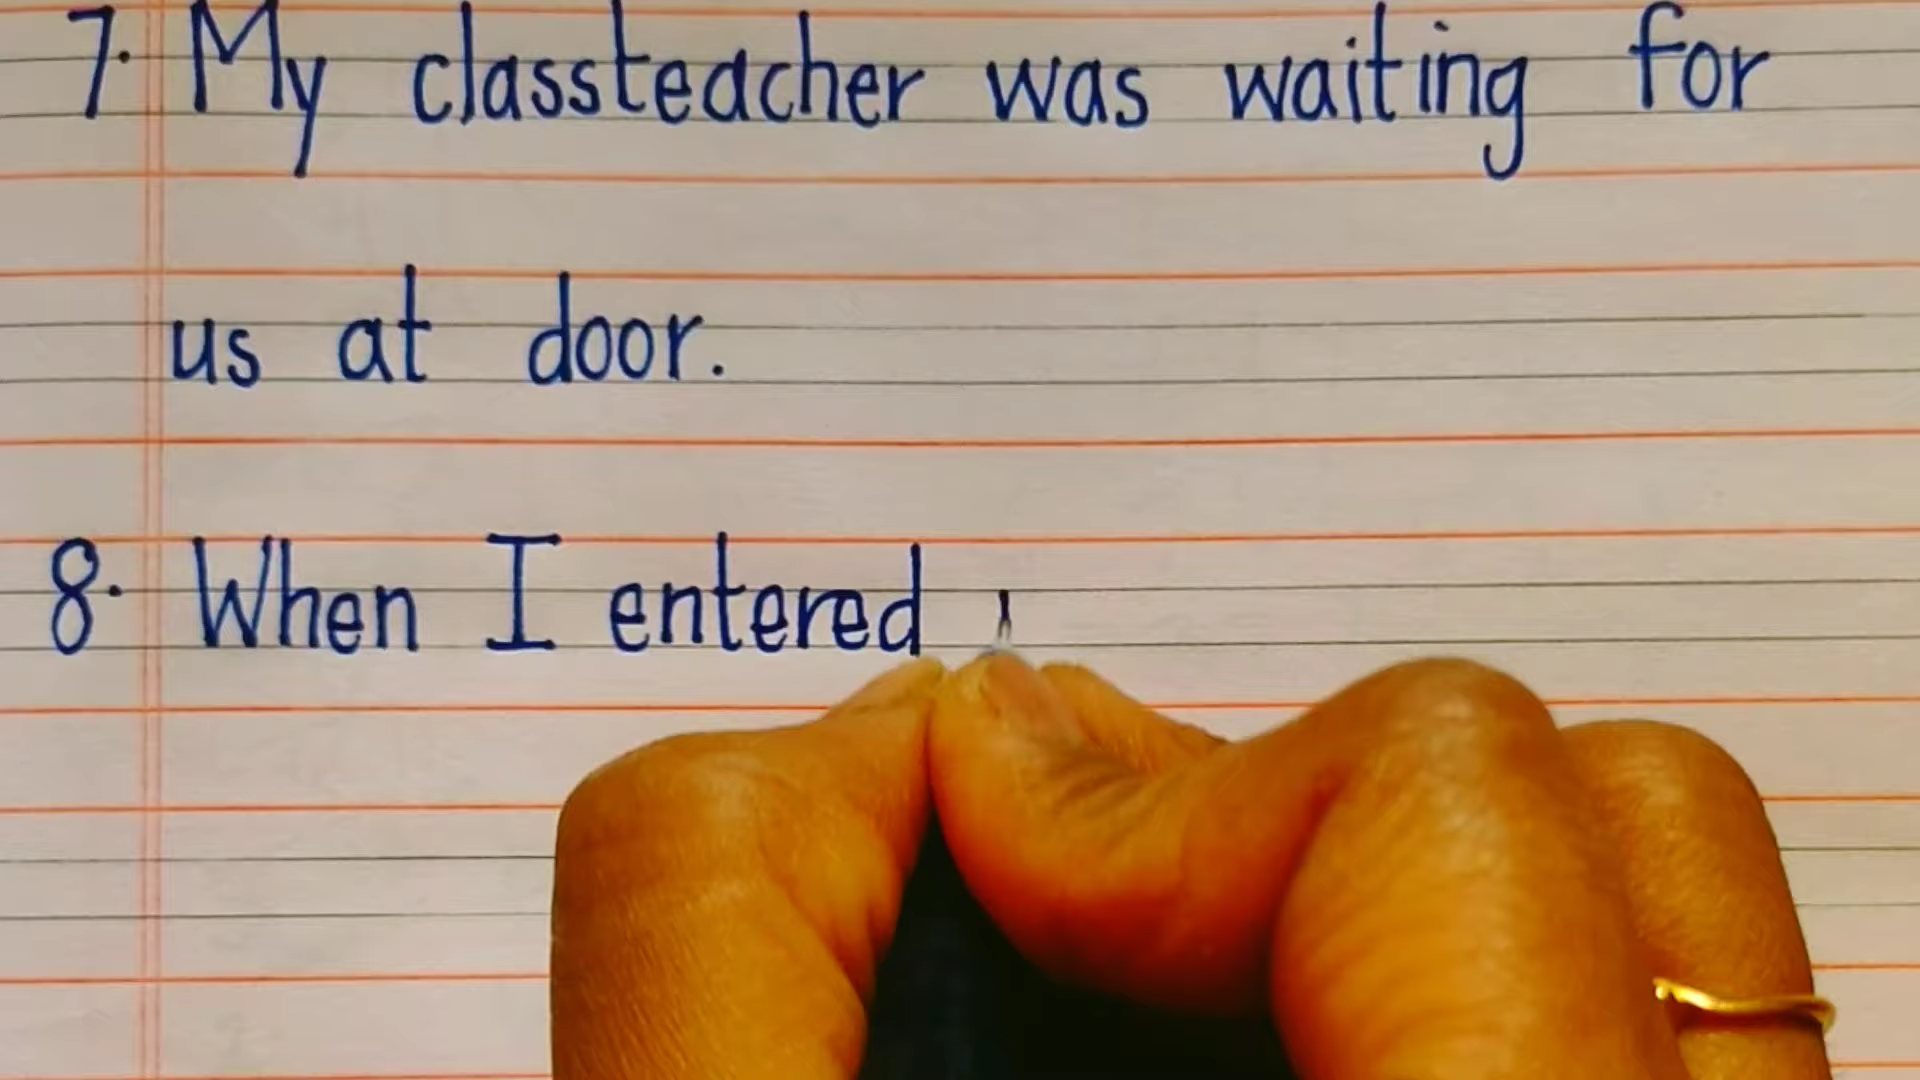 7. My classteacher was waiting for
us at door.
8. When I entered